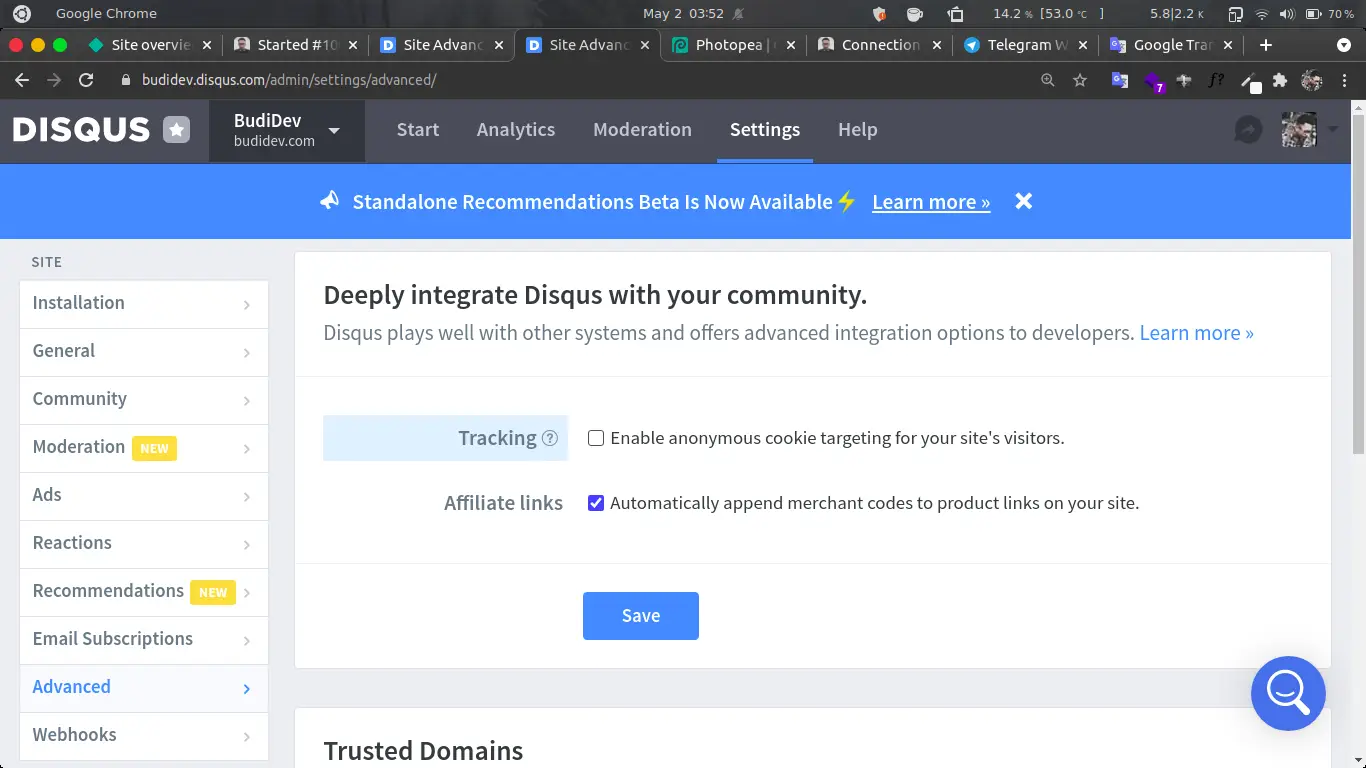 Google Chrome
May 2 03:52
14.2 % [53.0 °C ]
5.8|2.2 K
70 %
Site overvie
Started #10
Site Advanc
Site Advanc
Photopea |
Connection
Telegram W
Google Tran
budidev.disqus.com/admin/settings/advanced/
7
f?
DISQUS
BudiDev
budidev.com
Start
Analytics
Moderation
Settings
Help
Standalone Recommendations Beta Is Now Available⚡ Learn more »
SITE
Installation
General
Community
Moderation NEW
Ads
Reactions
Recommendations NEW
Email Subscriptions
Advanced
Webhooks
Deeply integrate Disqus with your community.
Disqus plays well with other systems and offers advanced integration options to developers. Learn more »
Tracking ? Enable anonymous cookie targeting for your site's visitors.
Affiliate links Automatically append merchant codes to product links on your site.
Save
Trusted Domains